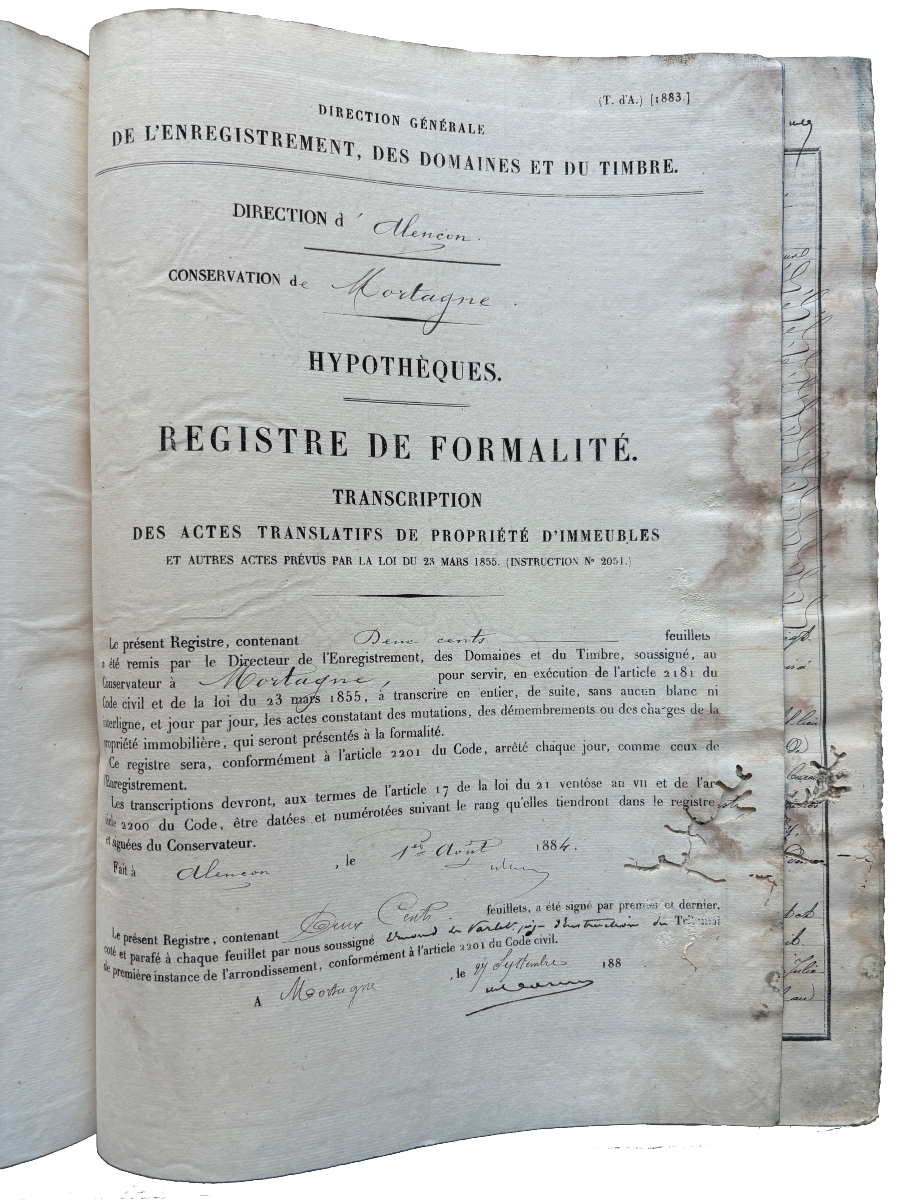 (T. d'A.) [1883.]
DIRECTION GÉNÉRALE
DE L'ENREGISTREMENT, DES DOMAINES ET DU TIMBRE.
DIRECTION d' Alençon.
CONSERVATION de Mortagne.
HYPOTHÈQUES.
REGISTRE DE FORMALITÉ.
TRANSCRIPTION
DES ACTES TRANSLATIFS DE PROPRIÉTÉ D'IMMEUBLES
ET AUTRES ACTES PRÉVUS PAR LA LOI DU 23 MARS 1855. (INSTRUCTION N° 2051.)
Le présent Registre, contenant Deux cents feuillets
a été remis par le Directeur de l'Enregistrement, des Domaines et du Timbre, soussigné, au
Conservateur à Mortagne, pour servir, en exécution de l'article 2181 du
Code civil et de la loi du 23 mars 1855, à transcrire en entier, de suite, sans aucun blanc ni
interligne, et jour par jour, les actes constatant des mutations, des démembrements ou des charges de la
propriété immobilière, qui seront présentés à la formalité.
Ce registre sera, conformément à l'article 2201 du Code, arrêté chaque jour, comme ceux de
l'Enregistrement.
Les transcriptions devront, aux termes de l'article 17 de la loi du 21 ventôse an VII et de l'ar-
ticle 2200 du Code, être datées et numérotées suivant le rang qu'elles tiendront dans le registre,
et signées du Conservateur.
Fait à Alençon, le 1er Août 1884.
Le présent Registre, contenant Deux Cents feuillets, a été signé par premier et dernier,
coté et parafé à chaque feuillet par nous soussigné juge d'instruction du Tribunal
de première instance de l'arrondissement, conformément à l'article 2201 du Code civil.
A Mortagne, le 27 Septembre 188